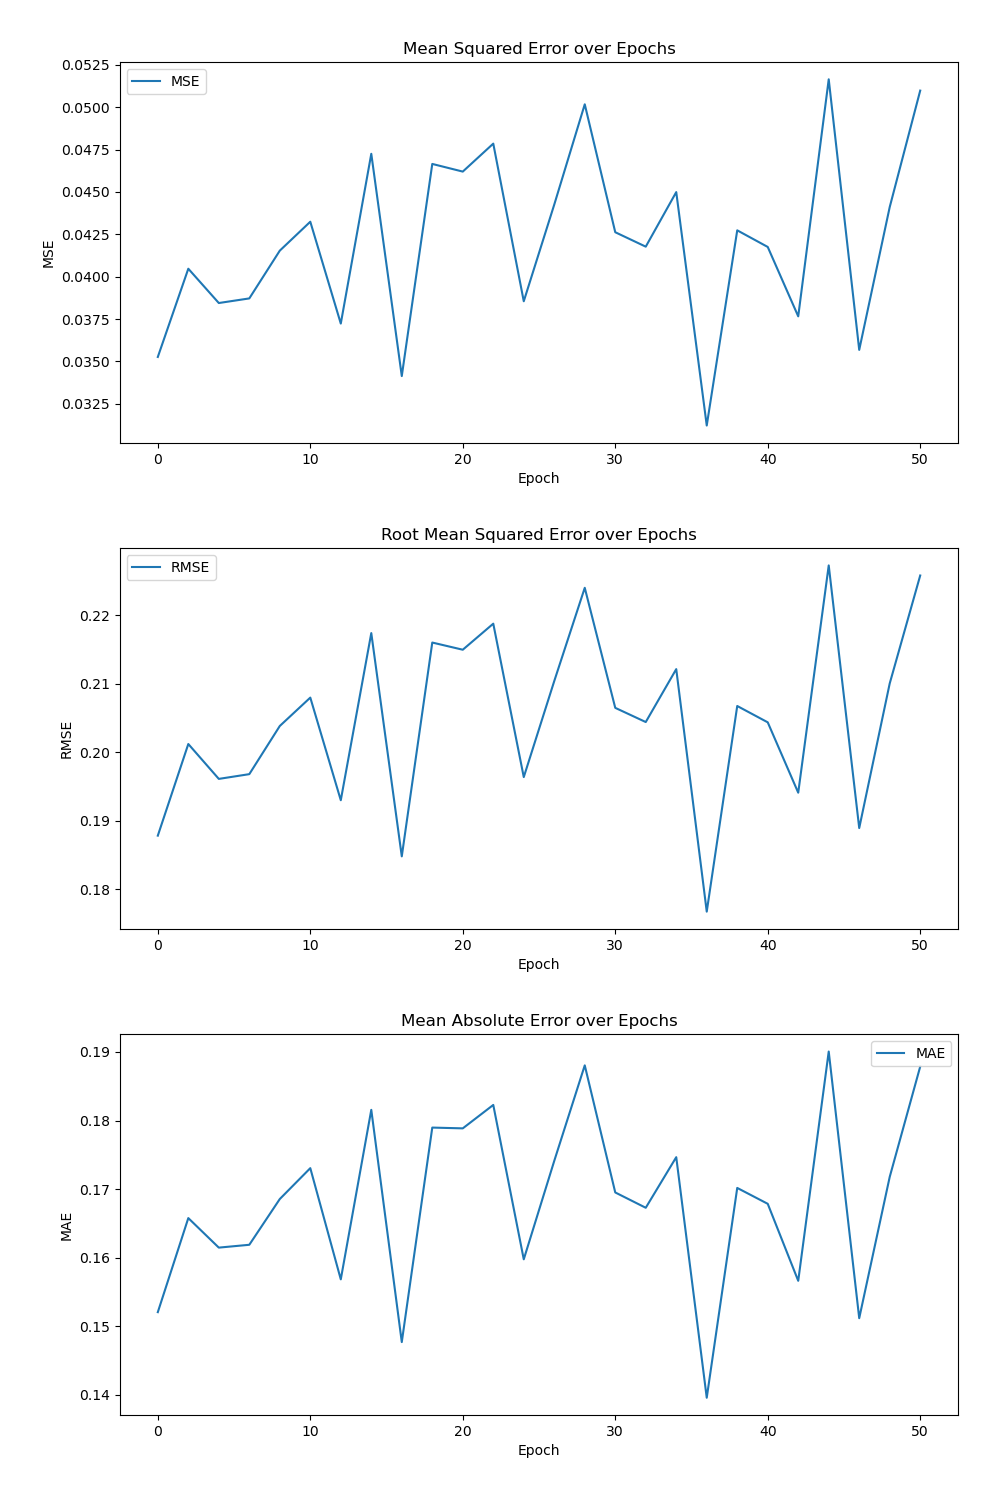 Mean Squared Error over Epochs
MSE
0.0525
0.0500
0.0475
0.0450
0.0425
0.0400
0.0375
0.0350
0.0325
MSE
0 10 20 30 40 50
Epoch
Root Mean Squared Error over Epochs
RMSE
0.22
0.21
0.20
0.19
0.18
RMSE
0 10 20 30 40 50
Epoch
Mean Absolute Error over Epochs
MAE
0.19
0.18
0.17
0.16
0.15
0.14
MAE
0 10 20 30 40 50
Epoch